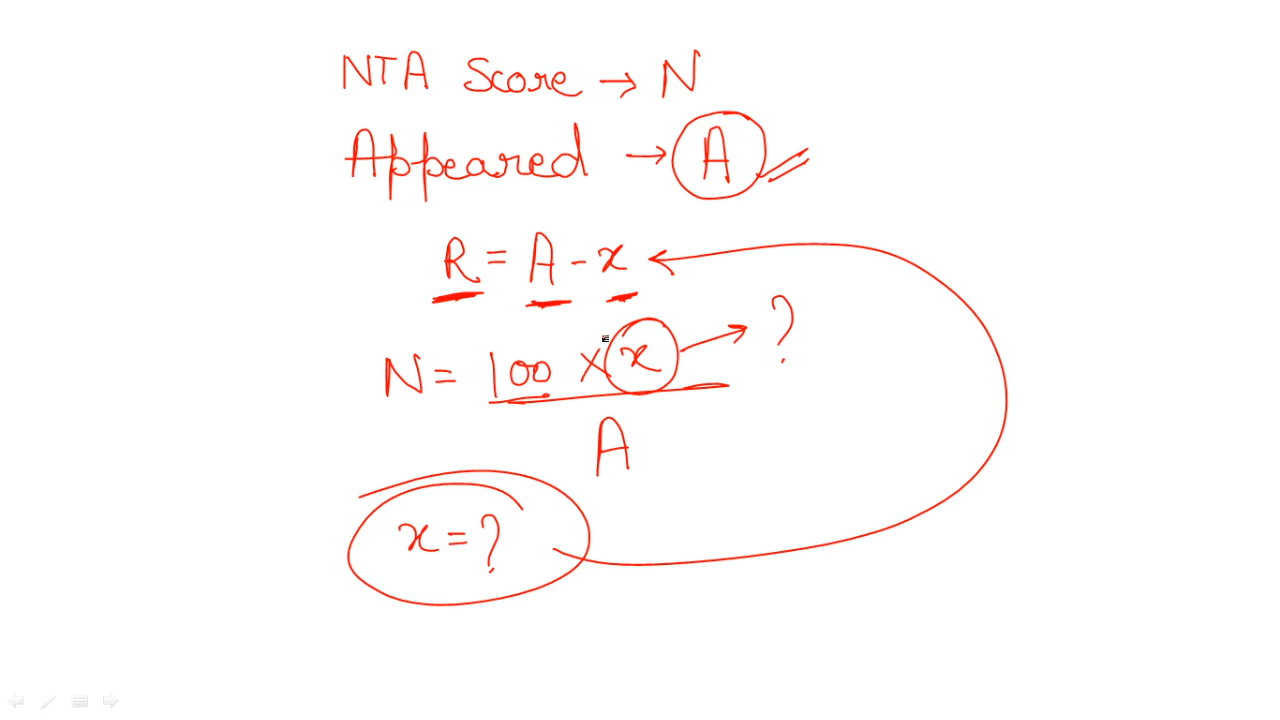 NTA Score → N
Appeared → A
R = A - x
N = 100 × x → ?
A
x = ?